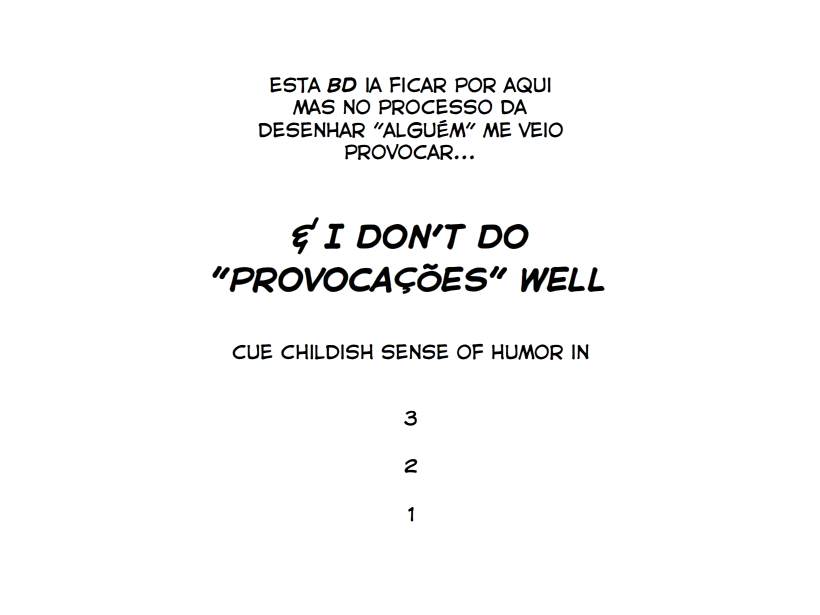 ESTA BD IA FICAR POR AQUI
MAS NO PROCESSO DA
DESENHAR "ALGUÉM" ME VEIO
PROVOCAR...
& I DON'T DO
"PROVOCAÇÕES" WELL
CUE CHILDISH SENSE OF HUMOR IN
3
2
1